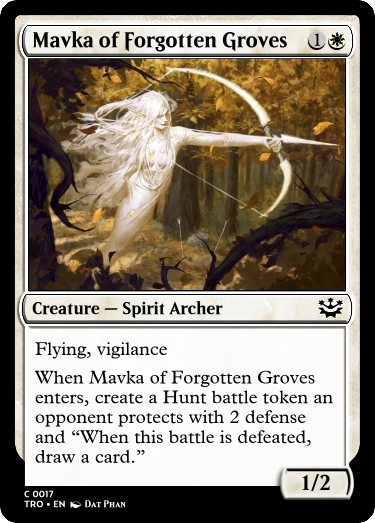 Mavka of Forgotten Groves 1
Creature — Spirit Archer
Flying, vigilance
When Mavka of Forgotten Groves
enters, create a Hunt battle token an
opponent protects with 2 defense
and “When this battle is defeated,
draw a card.”
1/2
C 0017
TRO • EN Dat Phan